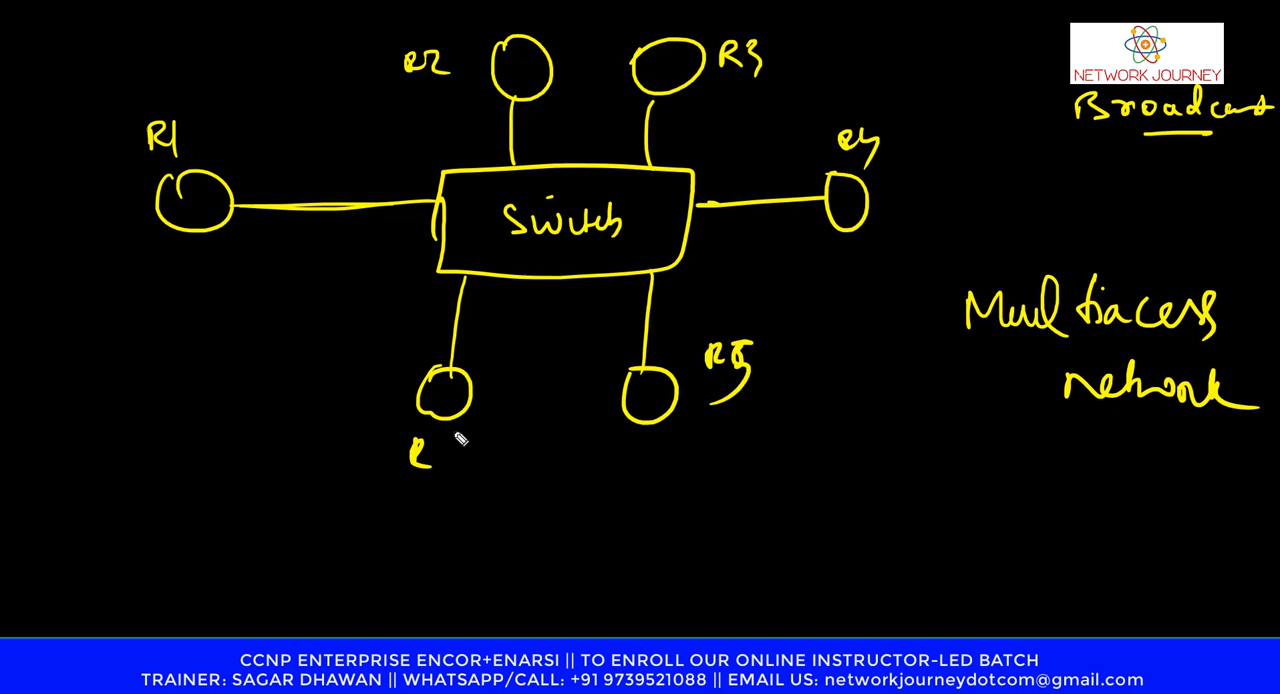 R2
R3
NETWORK JOURNEY
Broadcast
R1
R4
Switch
Multiacess
network
R5
R
CCNP ENTERPRISE ENCOR+ENARSI || TO ENROLL OUR ONLINE INSTRUCTOR-LED BATCH
TRAINER: SAGAR DHAWAN || WHATSAPP/CALL: +91 9739521088 || EMAIL US: networkjourneydotcom@gmail.com